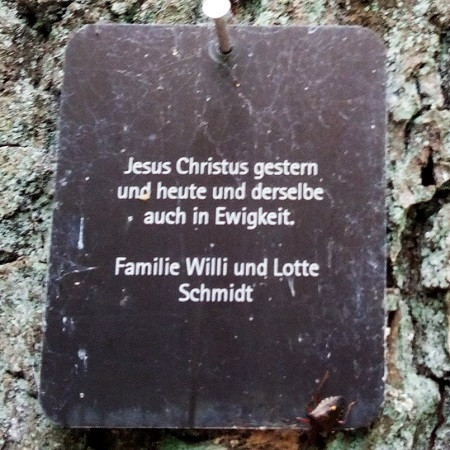 Jesus Christus gestern
und heute und derselbe
auch in Ewigkeit.
Familie Willi und Lotte
Schmidt